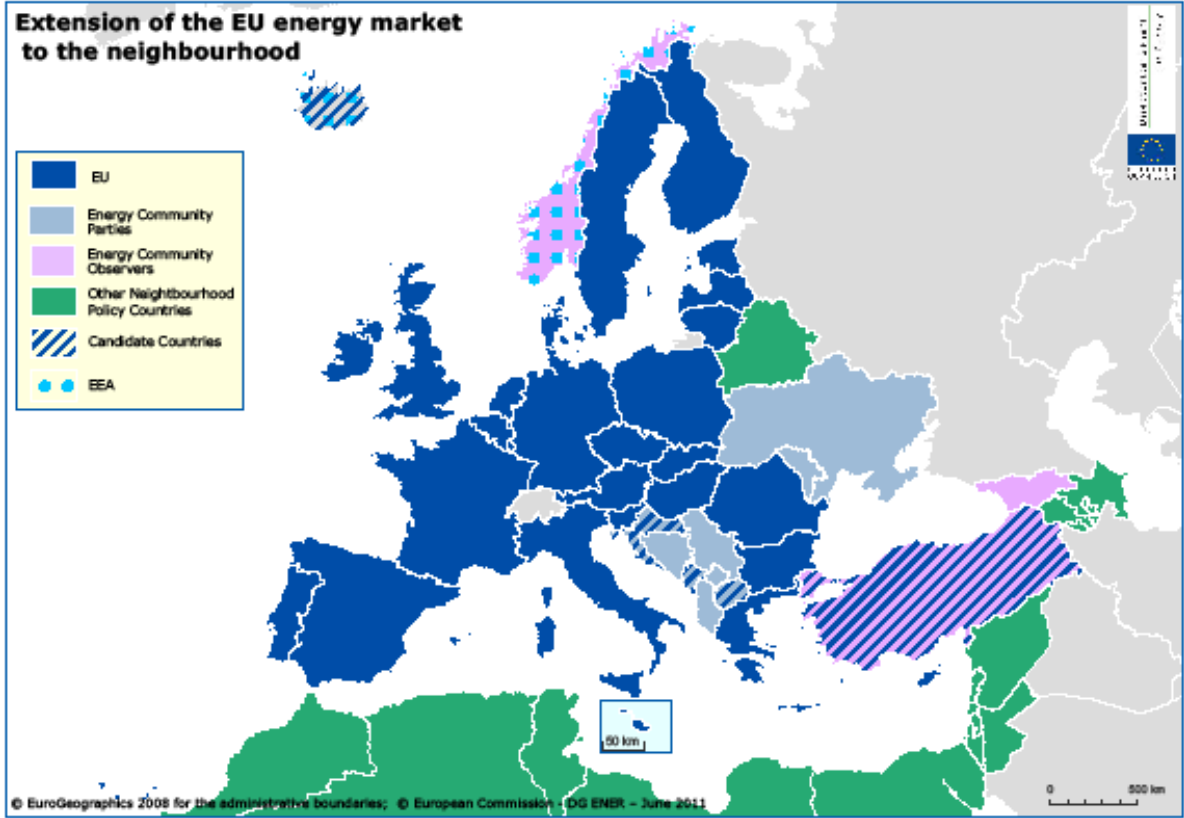 Extension of the EU energy market
to the neighbourhood
EU
Energy Community
Parties
Energy Community
Observers
Other Neighbourhood
Policy Countries
Candidate Countries
EEA
50 km
© EuroGeographics 2008 for the administrative boundaries; © European Commission - DG ENER – June 2011
0 500 km